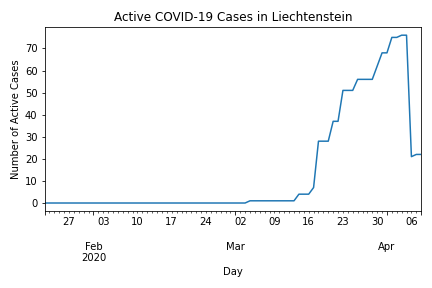 Active COVID-19 Cases in Liechtenstein
Number of Active Cases
70
60
50
40
30
20
10
0
27 03 10 17 24 02 09 16 23 30 06
Feb Mar Apr
2020
Day